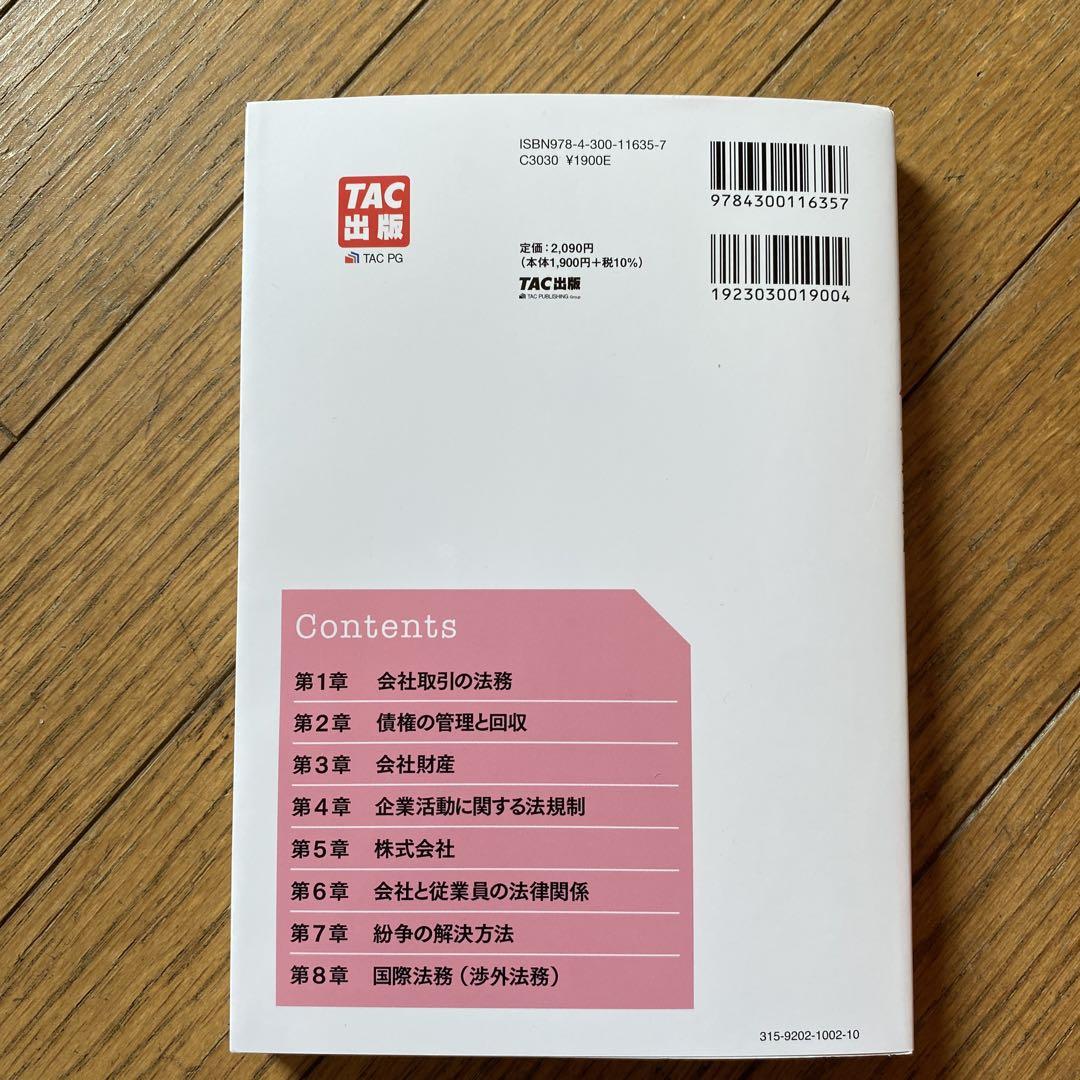 ISBN978-4-300-11635-7
C3030 ¥1900E
9784300116357
TAC
出版
TAC PG
定価：2,090円
（本体1,900円＋税10%）
TAC出版
TAC PUBLISHING Group
1923030019004
Contents
第1章 会社取引の法務
第2章 債権の管理と回収
第3章 会社財産
第4章 企業活動に関する法規制
第5章 株式会社
第6章 会社と従業員の法律関係
第7章 紛争の解決方法
第8章 国際法務（渉外法務）
315-9202-1002-10